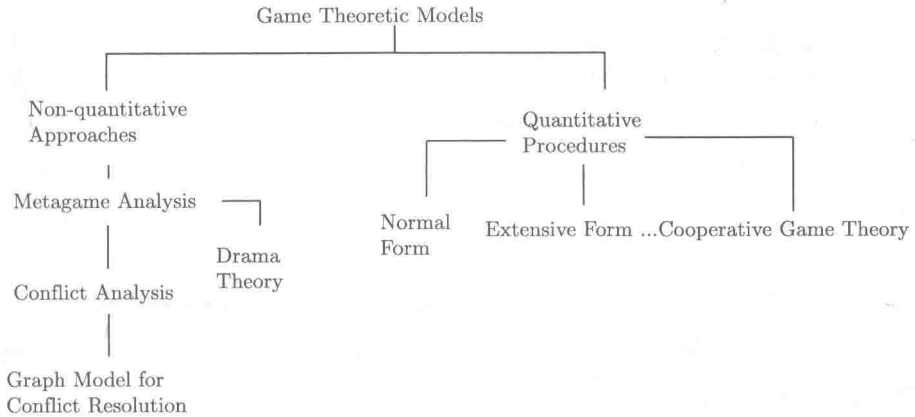 Game Theoretic Models
Non-quantitative
Approaches
Quantitative
Procedures
Metagame Analysis
Normal
Form
Extensive Form ...Cooperative Game Theory
Drama
Theory
Conflict Analysis
Graph Model for
Conflict Resolution